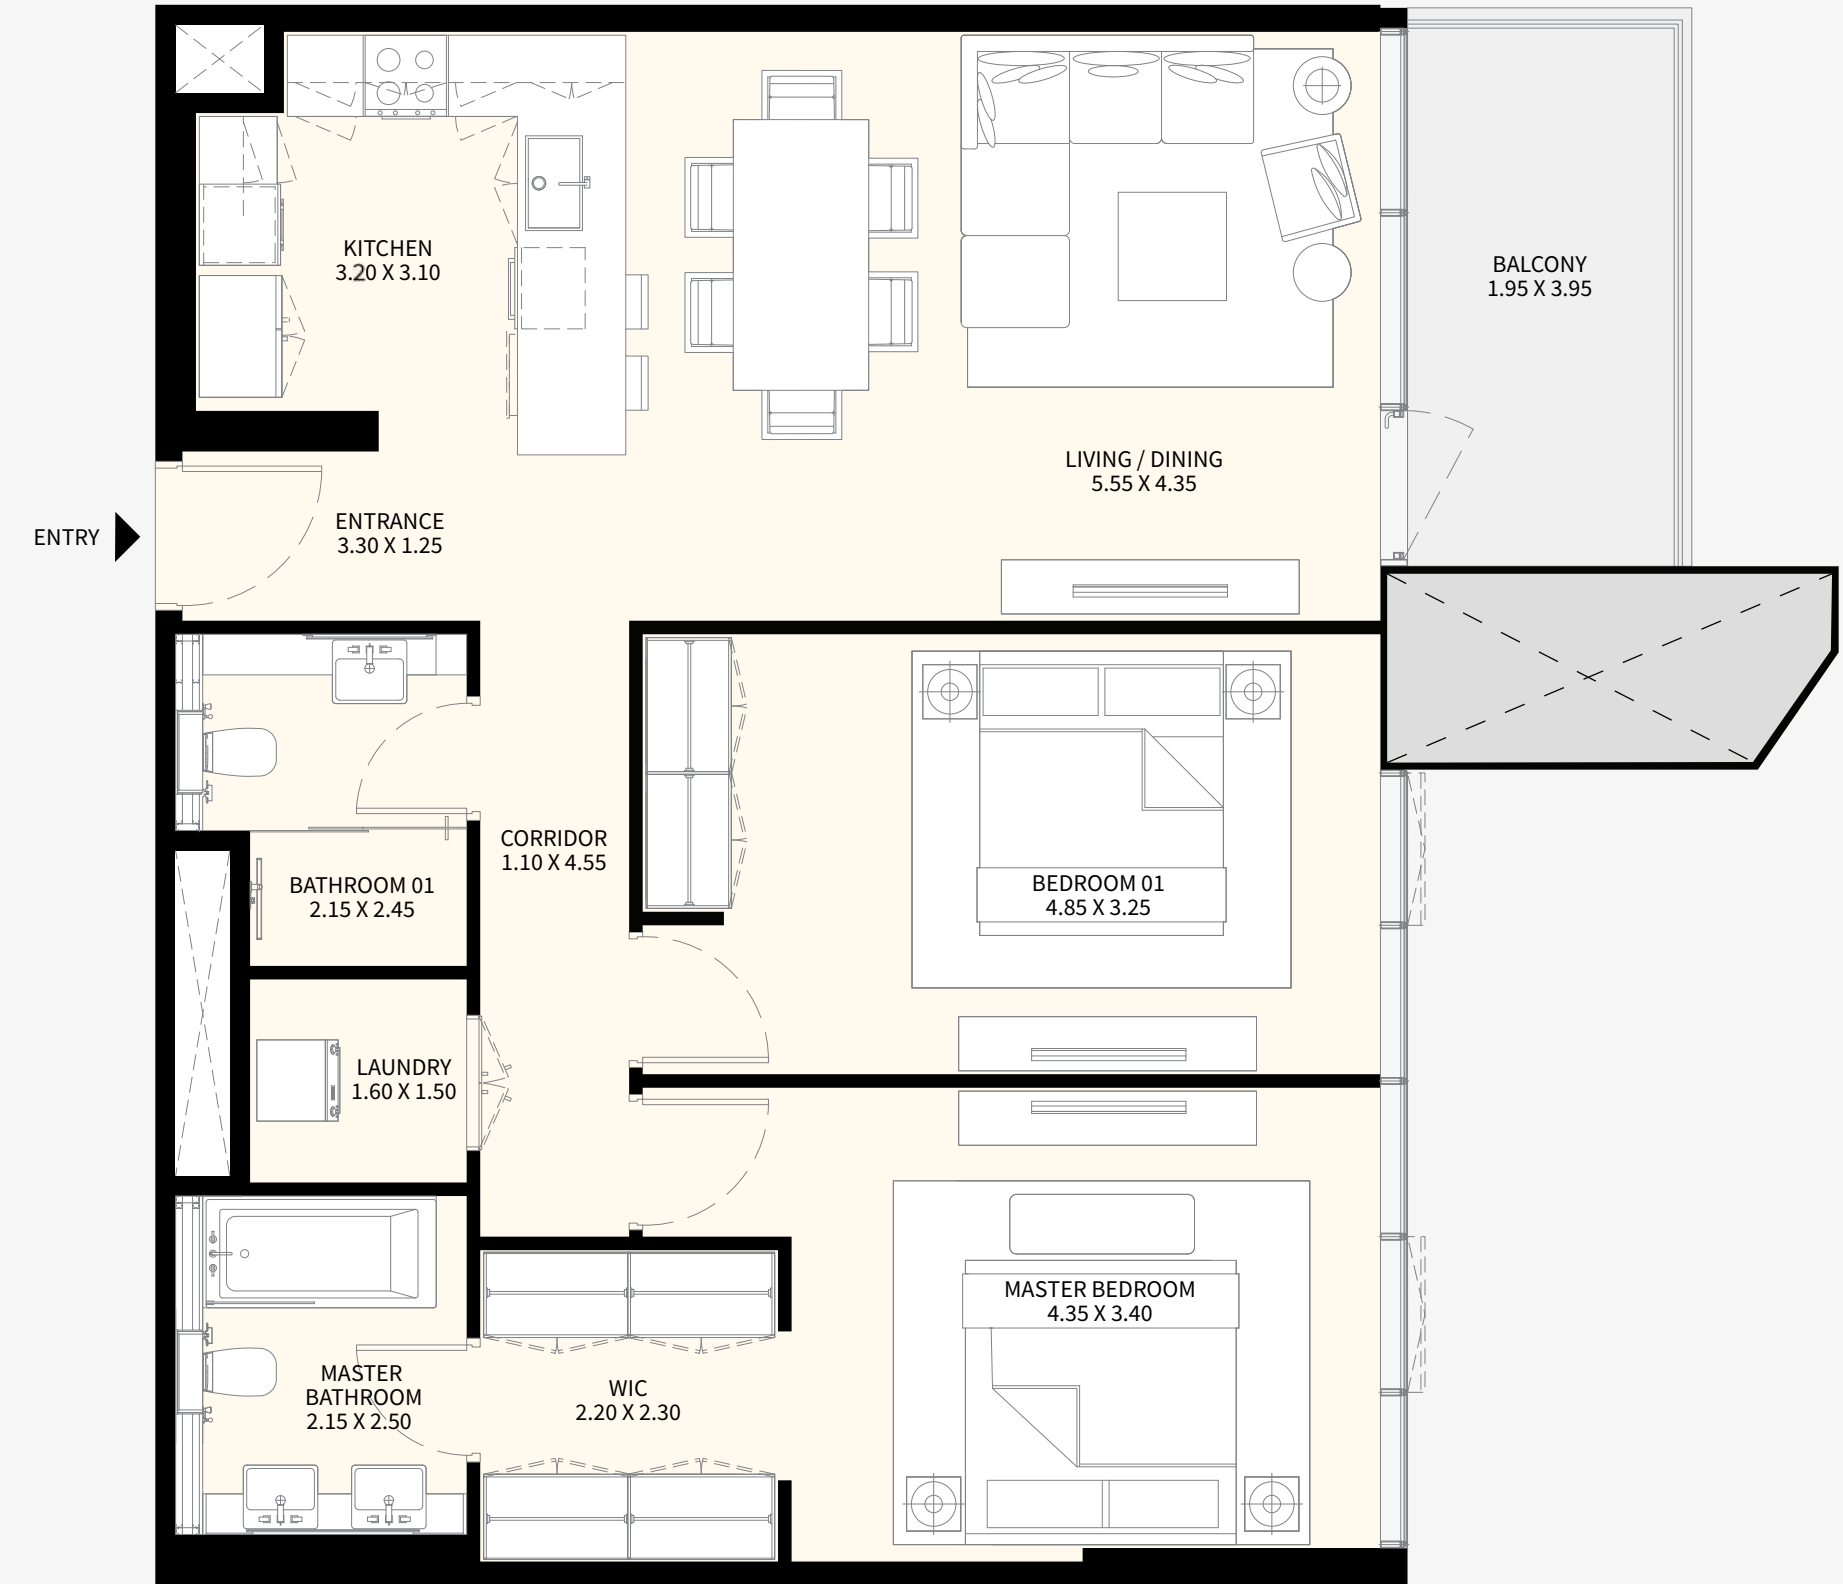 KITCHEN
3.20 X 3.10
BALCONY
1.95 X 3.95
LIVING / DINING
5.55 X 4.35
ENTRY
ENTRANCE
3.30 X 1.25
CORRIDOR
1.10 X 4.55
BATHROOM 01
2.15 X 2.45
BEDROOM 01
4.85 X 3.25
LAUNDRY
1.60 X 1.50
MASTER BEDROOM
4.35 X 3.40
MASTER
BATHROOM
2.15 X 2.50
WIC
2.20 X 2.30